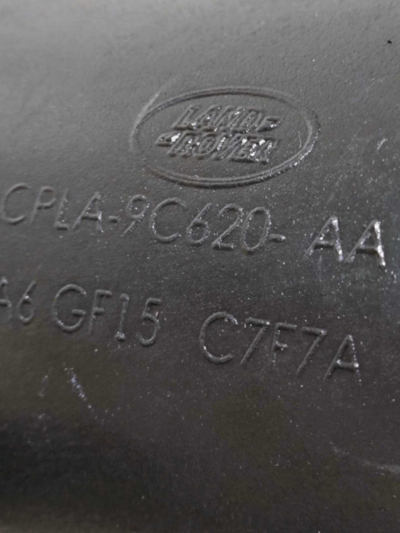 LAND
ROVER
CPLA-9C620- AA
A6 GF15 C7F7A